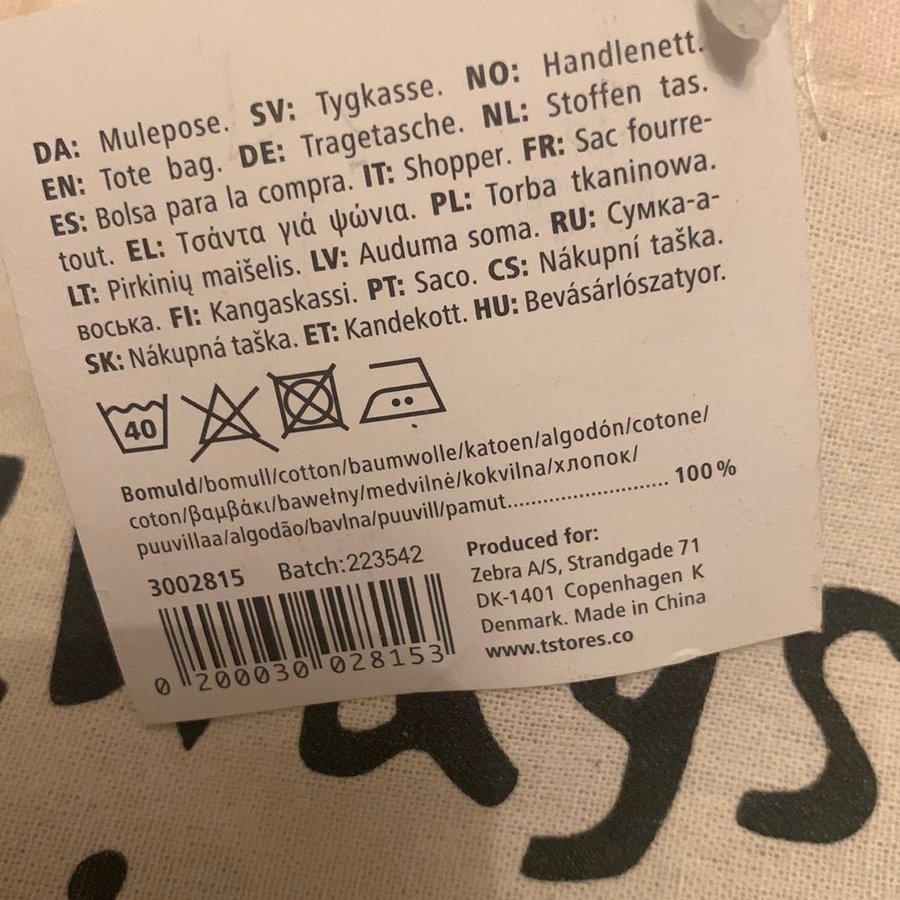 DA: Mulepose. SV: Tygkasse. NO: Handlenett.
EN: Tote bag. DE: Tragetasche. NL: Stoffen tas.
ES: Bolsa para la compra. IT: Shopper. FR: Sac fourre-
tout. EL: Τσάντα γιά ψώνια. PL: Torba tkaninowa.
LT: Pirkinių maišelis. LV: Auduma soma. RU: Сумка-а-
воська. FI: Kangaskassi. PT: Saco. CS: Nákupní taška.
SK: Nákupná taška. ET: Kandekott. HU: Bevásárlószatyor.
40
Bomuld/bomull/cotton/baumwolle/katoen/algodón/cotone/
coton/βαμβάκι/bawełny/medvilnė/kokvilna/хлопок/
puuvillaa/algodão/bavlna/puuvill/pamut........................... 100 %
3002815 Batch:223542
0 200030 028153
Produced for:
Zebra A/S, Strandgade 71
DK-1401 Copenhagen K
Denmark. Made in China
www.tstores.co